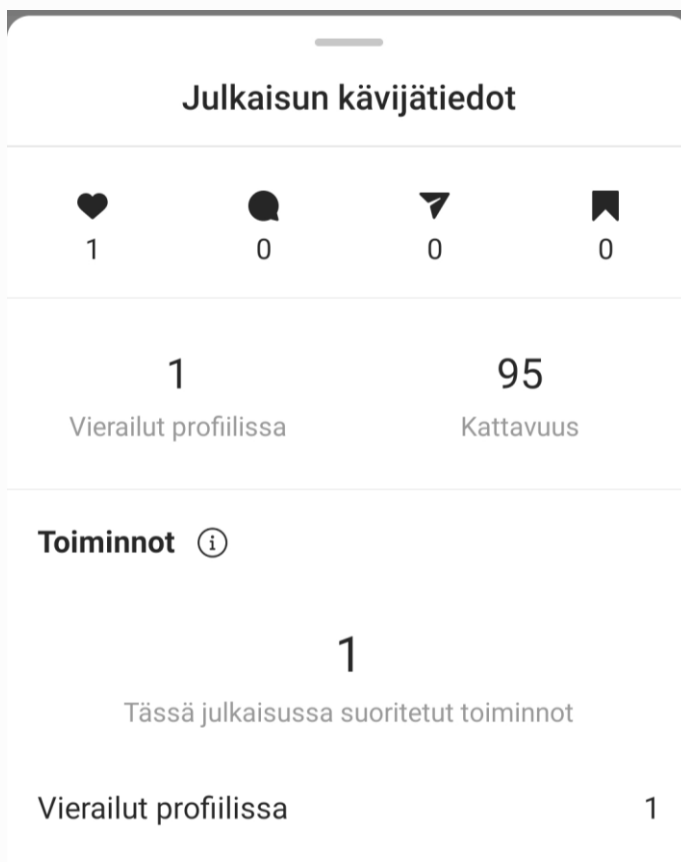 Julkaisun kävijätiedot
1 0 0 0
1 95
Vierailut profiilissa Kattavuus
Toiminnot
1
Tässä julkaisussa suoritetut toiminnot
Vierailut profiilissa 1